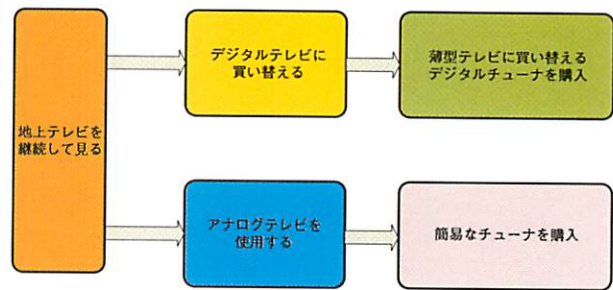 地上テレビを
継続して見る
デジタルテレビに
買い替える
薄型テレビに買い替える
デジタルチューナを購入
アナログテレビを
使用する
簡易なチューナを購入